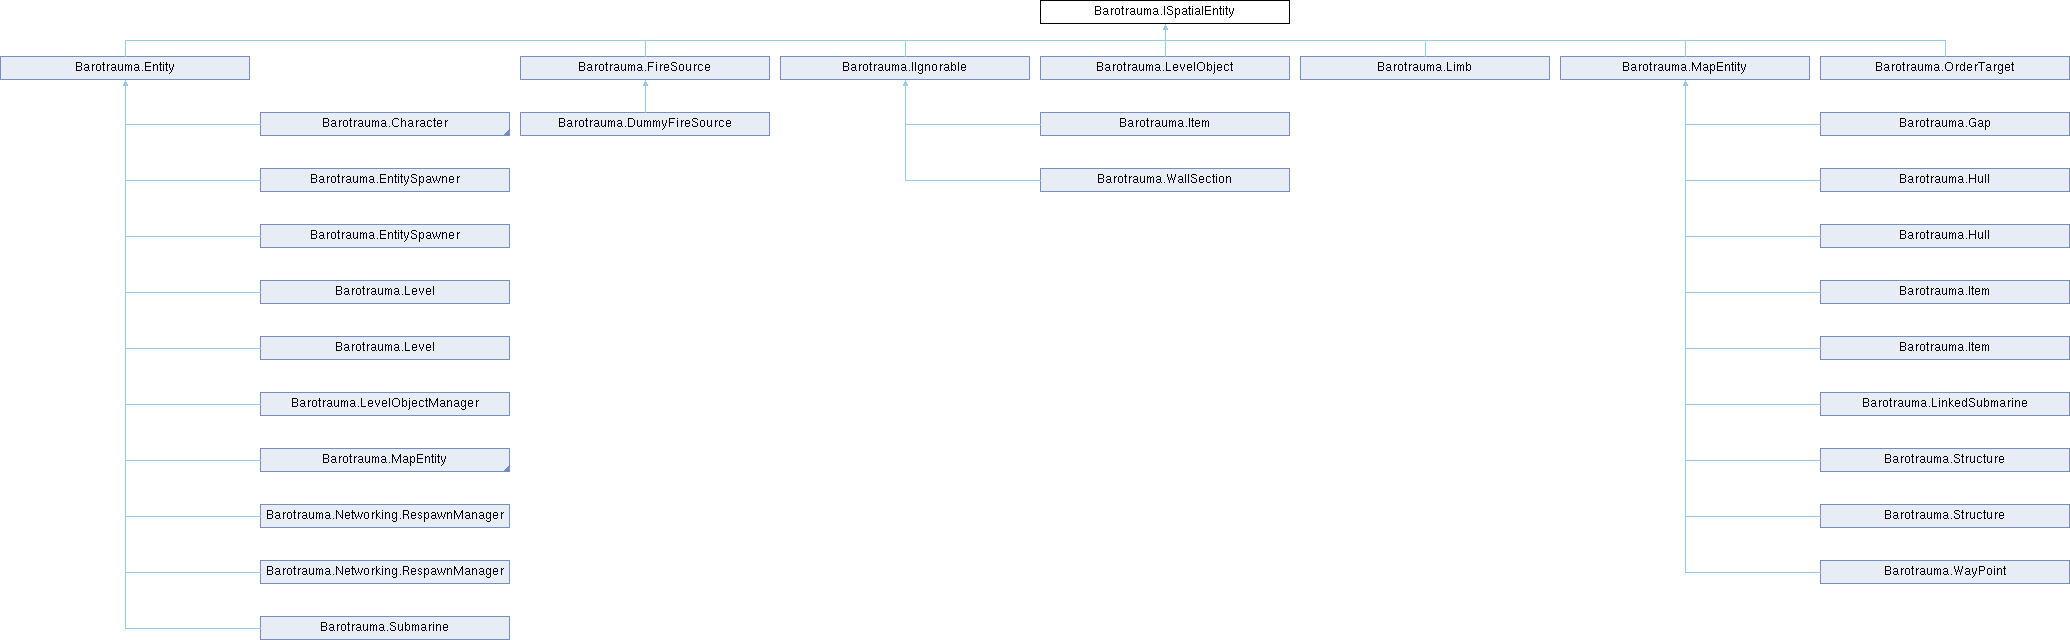 Barotrauma.ISpatialEntity
Barotrauma.Entity
Barotrauma.FireSource
Barotrauma.IIgnorable
Barotrauma.LevelObject
Barotrauma.Limb
Barotrauma.MapEntity
Barotrauma.OrderTarget
Barotrauma.Character
Barotrauma.DummyFireSource
Barotrauma.Item
Barotrauma.Gap
Barotrauma.EntitySpawner
Barotrauma.WallSection
Barotrauma.Hull
Barotrauma.EntitySpawner
Barotrauma.Hull
Barotrauma.Level
Barotrauma.Item
Barotrauma.Level
Barotrauma.Item
Barotrauma.LevelObjectManager
Barotrauma.LinkedSubmarine
Barotrauma.MapEntity
Barotrauma.Structure
Barotrauma.Networking.RespawnManager
Barotrauma.Structure
Barotrauma.Networking.RespawnManager
Barotrauma.WayPoint
Barotrauma.Submarine